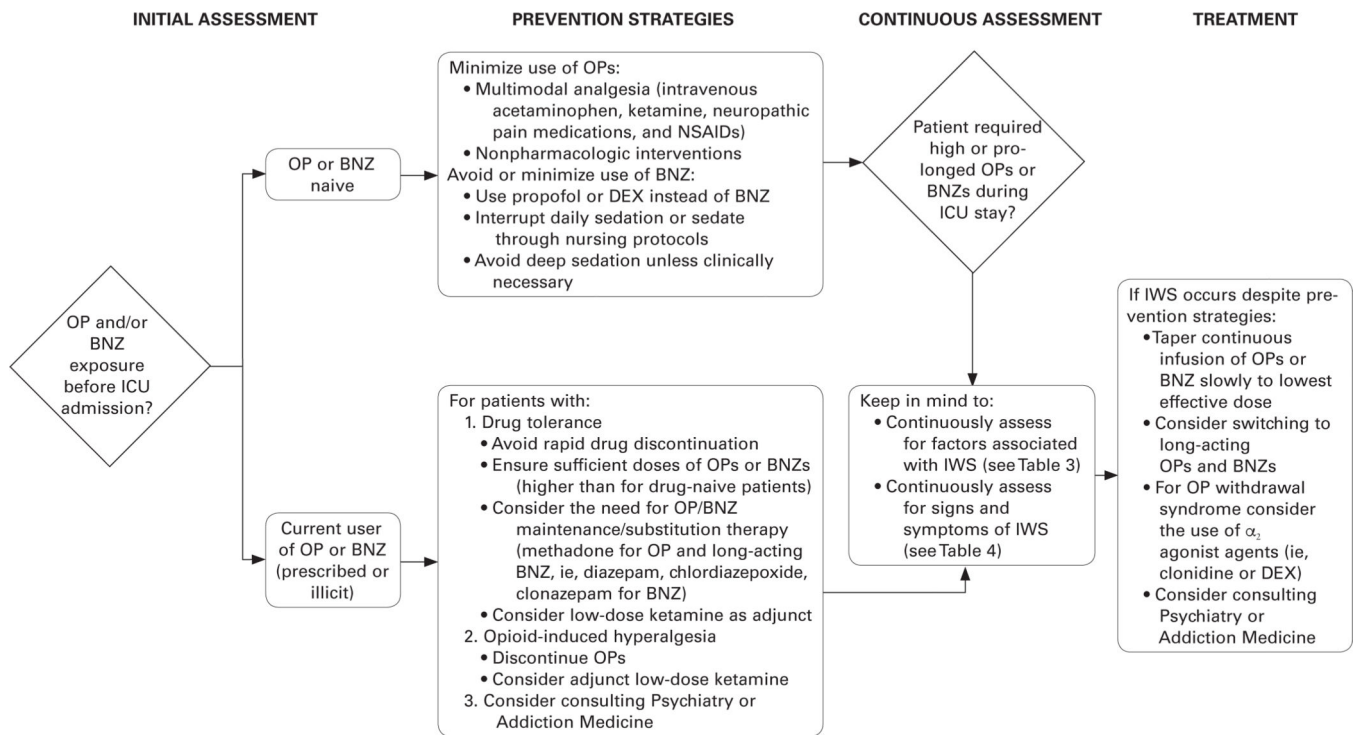 INITIAL ASSESSMENT
PREVENTION STRATEGIES
CONTINUOUS ASSESSMENT
TREATMENT
OP and/or
BNZ
exposure
before ICU
admission?
OP or BNZ
naive
Current user
of OP or BNZ
(prescribed or
illicit)
Minimize use of OPs:
• Multimodal analgesia (intravenous
acetaminophen, ketamine, neuropathic
pain medications, and NSAIDs)
• Nonpharmacologic interventions
Avoid or minimize use of BNZ:
• Use propofol or DEX instead of BNZ
• Interrupt daily sedation or sedate
through nursing protocols
• Avoid deep sedation unless clinically
necessary
For patients with:
1. Drug tolerance
• Avoid rapid drug discontinuation
• Ensure sufficient doses of OPs or BNZs
(higher than for drug-naive patients)
• Consider the need for OP/BNZ
maintenance/substitution therapy
(methadone for OP and long-acting
BNZ, ie, diazepam, chlordiazepoxide,
clonazepam for BNZ)
• Consider low-dose ketamine as adjunct
2. Opioid-induced hyperalgesia
• Discontinue OPs
• Consider adjunct low-dose ketamine
3. Consider consulting Psychiatry or
Addiction Medicine
Patient required
high or pro-
longed OPs or
BNZs during
ICU stay?
Keep in mind to:
• Continuously assess
for factors associated
with IWS (see Table 3)
• Continuously assess
for signs and
symptoms of IWS
(see Table 4)
If IWS occurs despite pre-
vention strategies:
• Taper continuous
infusion of OPs or
BNZ slowly to lowest
effective dose
• Consider switching to
long-acting
OPs and BNZs
• For OP withdrawal
syndrome consider
the use of α₂
agonist agents (ie,
clonidine or DEX)
• Consider consulting
Psychiatry or
Addiction Medicine